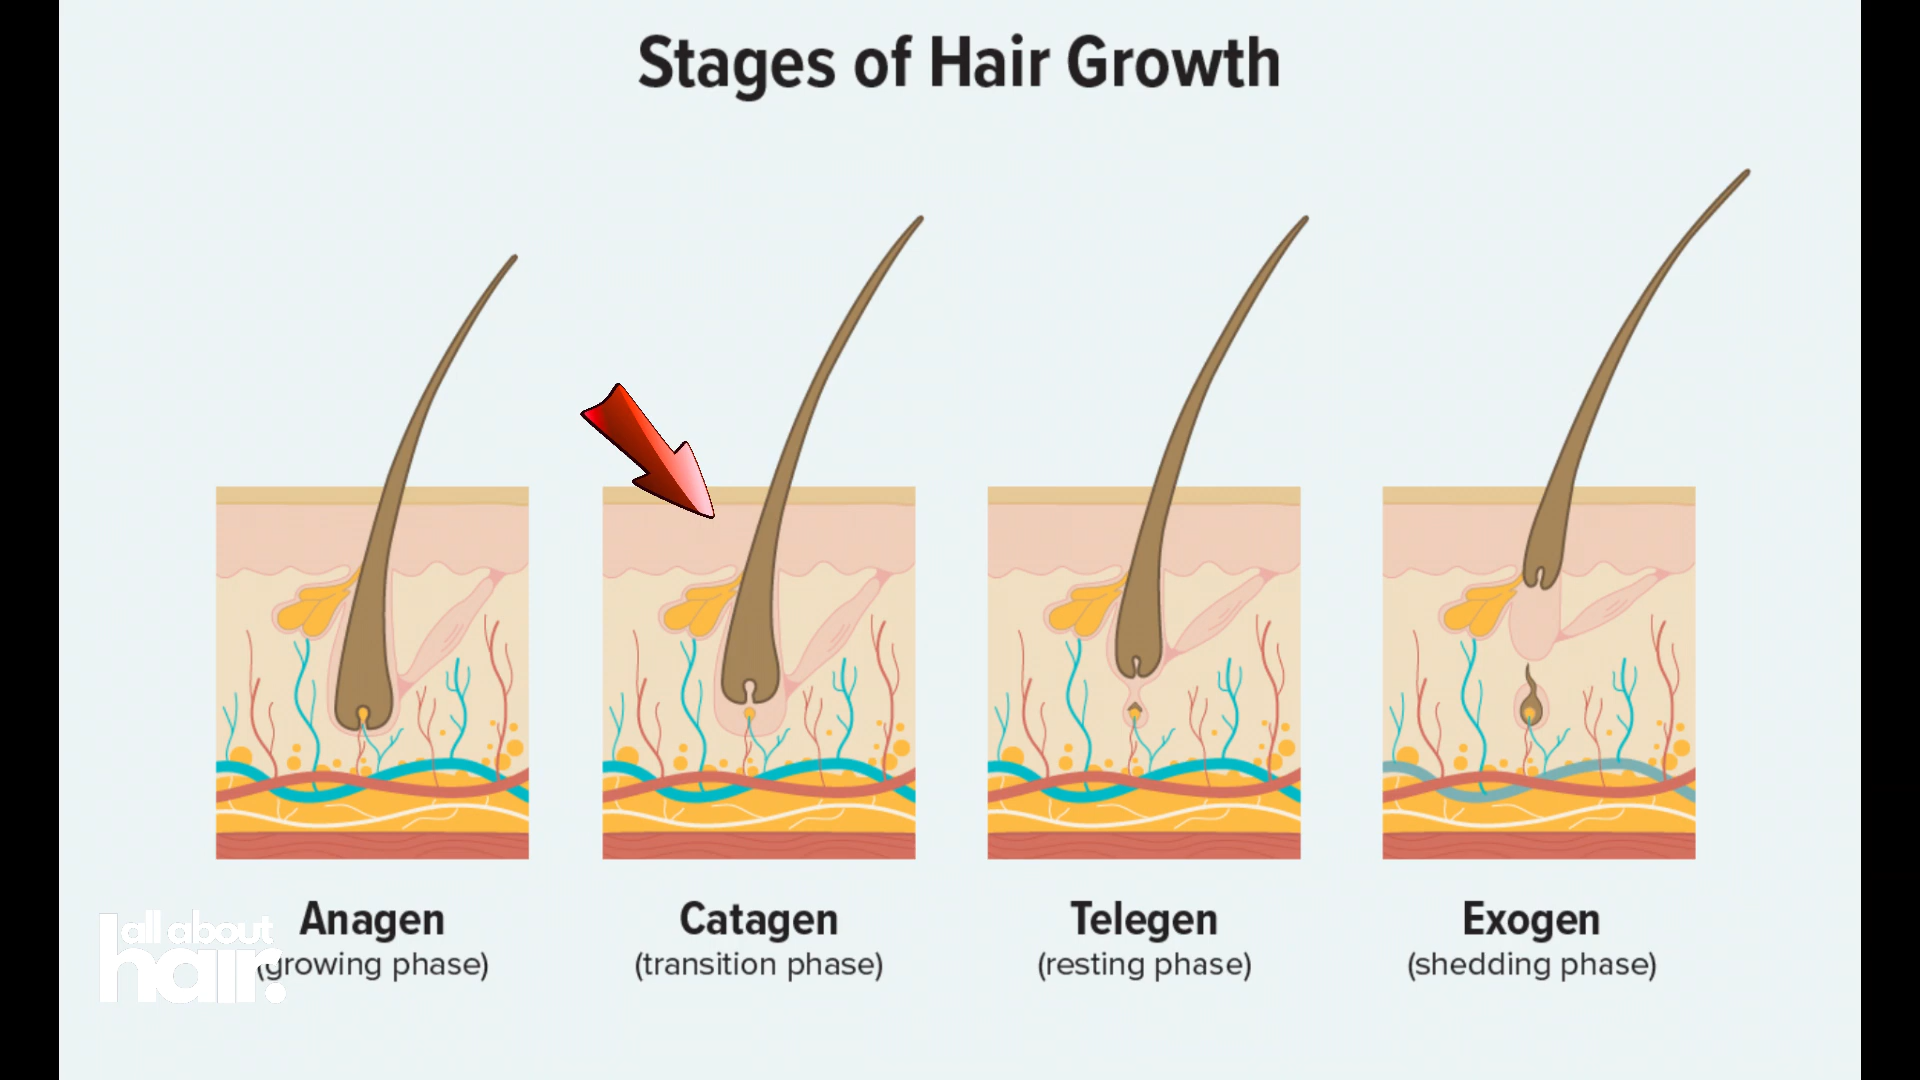 Stages of Hair Growth
Anagen
(growing phase)
Catagen
(transition phase)
Telegen
(resting phase)
Exogen
(shedding phase)
all about
hair.